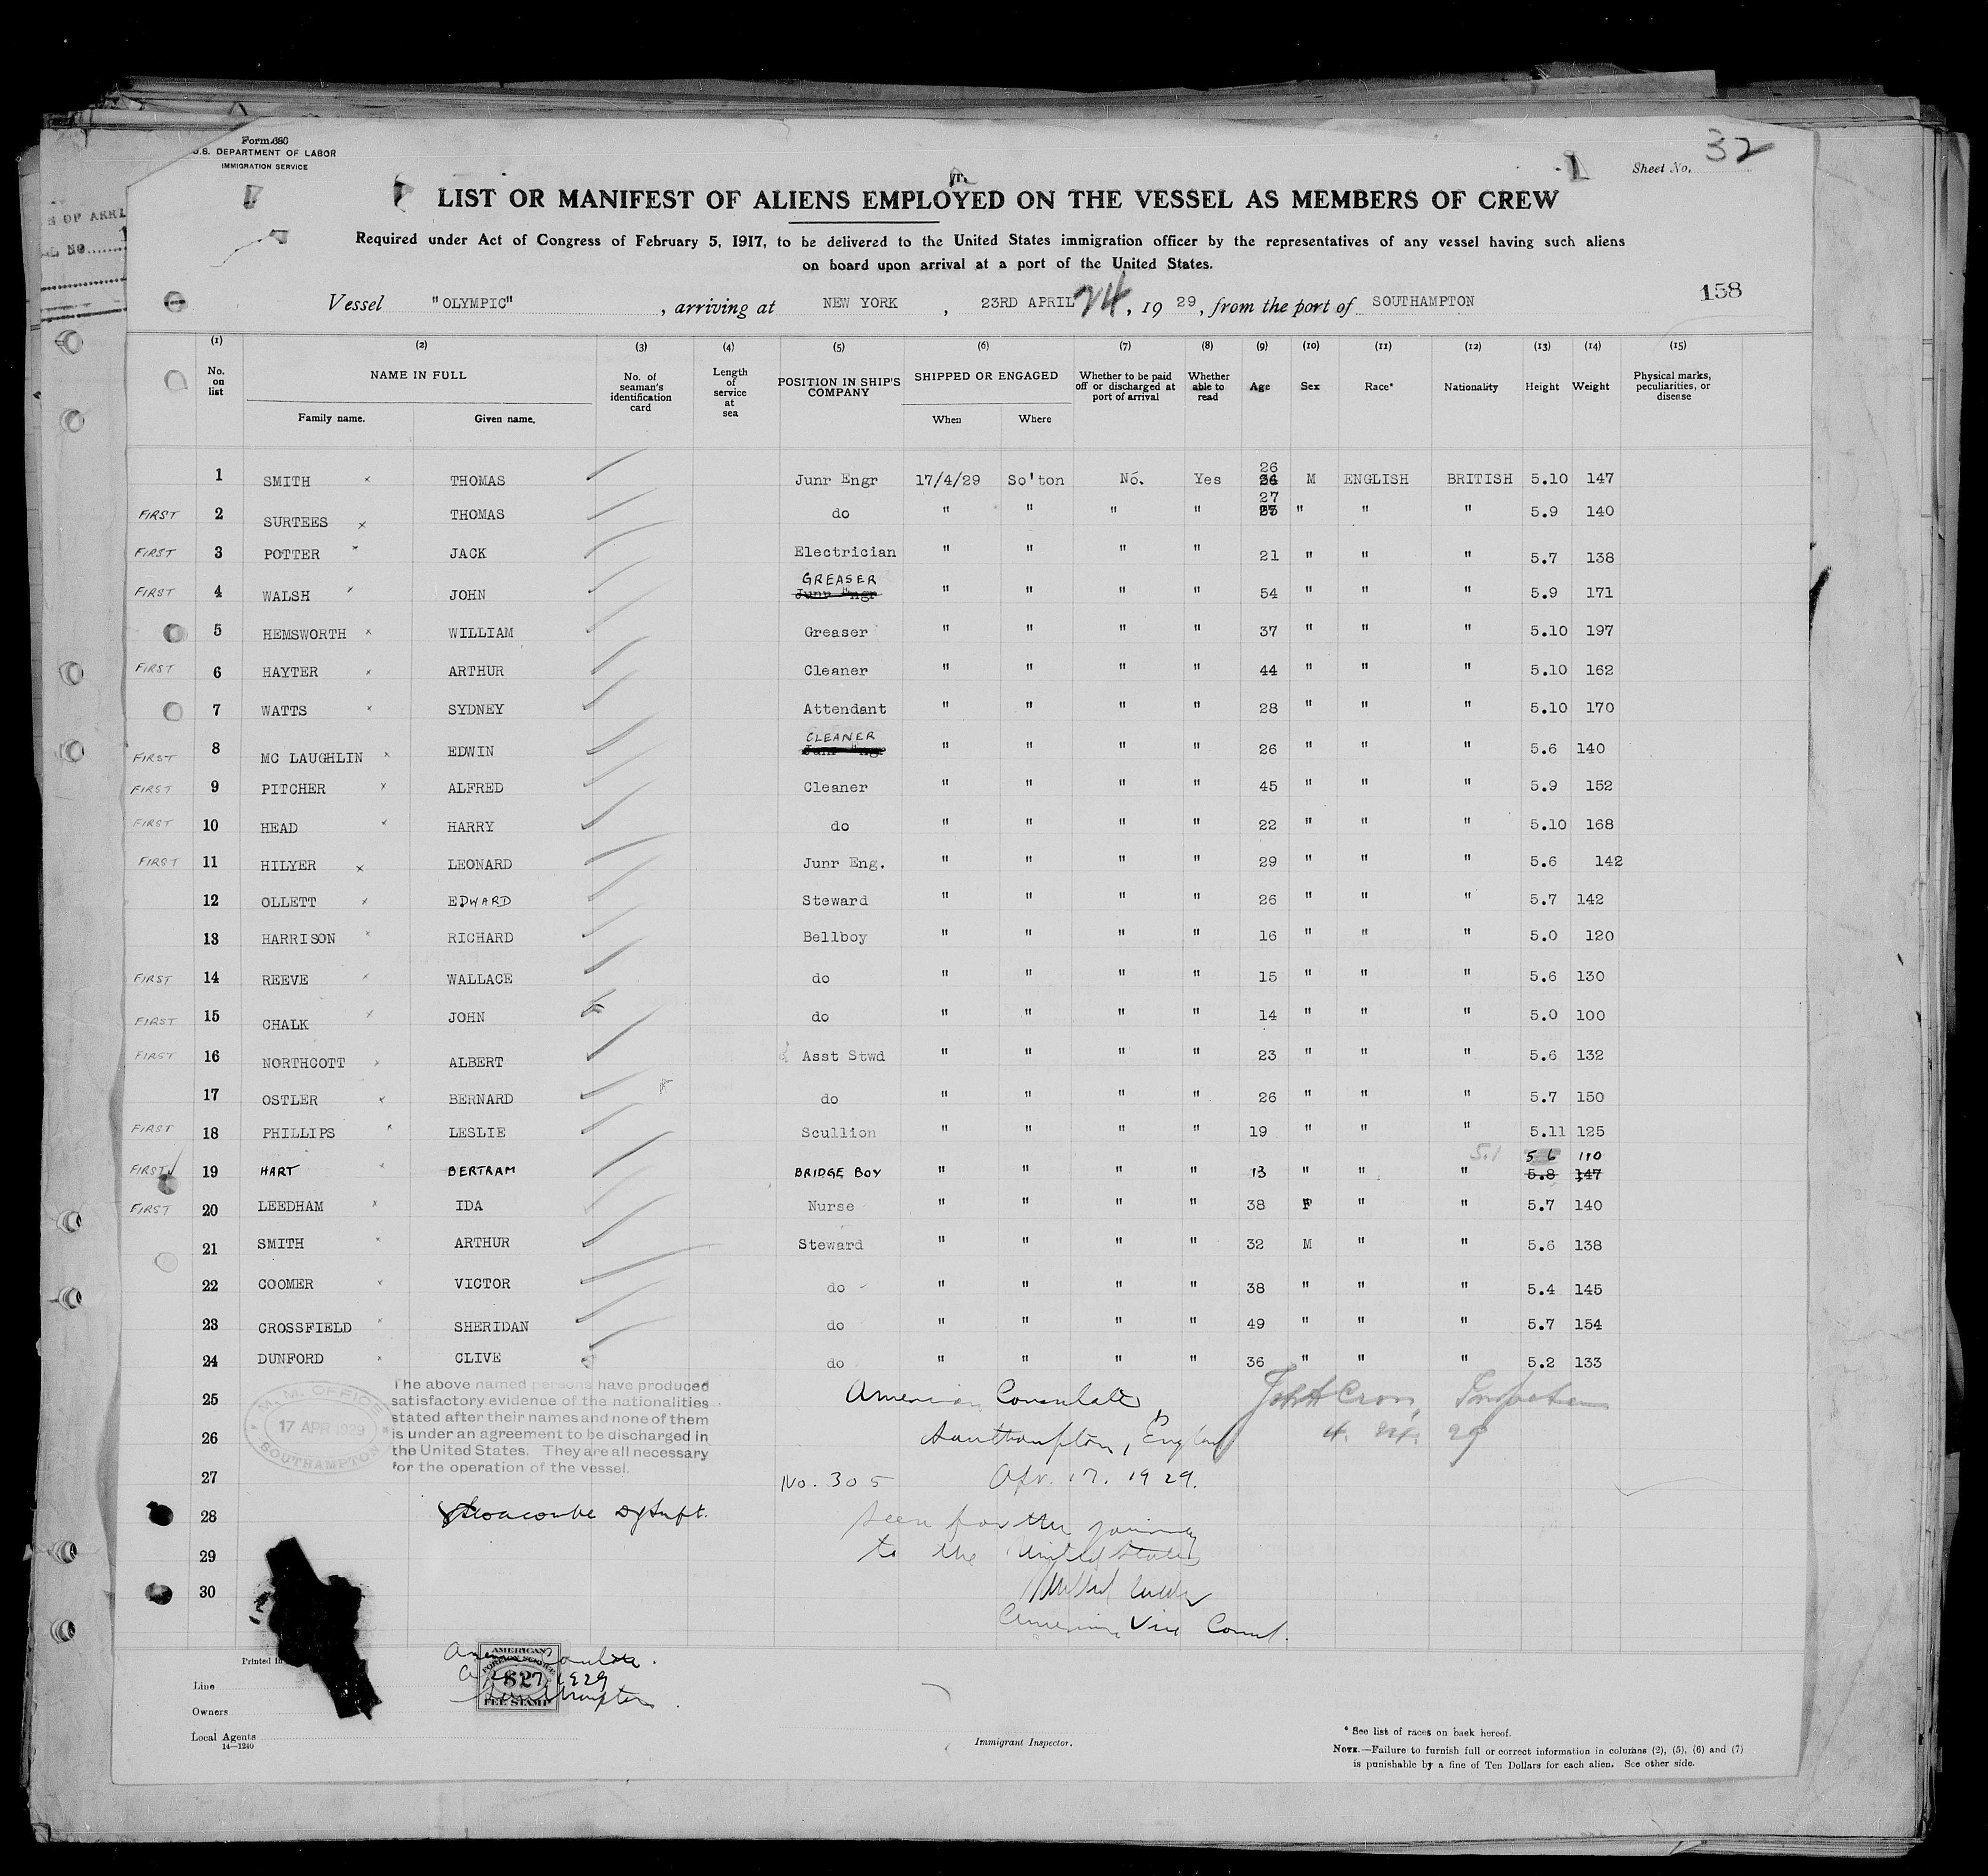 Form 680
U.S. DEPARTMENT OF LABOR
IMMIGRATION SERVICE
Sheet No. 32
LIST OR MANIFEST OF ALIENS EMPLOYED ON THE VESSEL AS MEMBERS OF CREW
Required under Act of Congress of February 5, 1917, to be delivered to the United States immigration officer by the representatives of any vessel having such aliens
on board upon arrival at a port of the United States.
Vessel "OLYMPIC" , arriving at NEW YORK , 23RD APRIL 24 , 19 29 , from the port of SOUTHAMPTON
158
(1) (2) (3) (4) (5) (6) (7) (8) (9) (10) (11) (12) (13) (14) (15)
No. on list NAME IN FULL Family name. Given name. No. of seaman's identification card Length of service at sea POSITION IN SHIP'S COMPANY SHIPPED OR ENGAGED When Where Whether to be paid off or discharged at port of arrival Whether able to read Age Sex Race* Nationality Height Weight Physical marks, peculiarities, or disease
1 SMITH THOMAS Junr Engr 17/4/29 So'ton No. Yes 26 M ENGLISH BRITISH 5.10 147
FIRST 2 SURTEES THOMAS do " " " " 27 " " " 5.9 140
FIRST 3 POTTER JACK Electrician " " " " 21 " " " 5.7 138
FIRST 4 WALSH JOHN GREASER Junr Engr " " " " 54 " " " 5.9 171
5 HEMSWORTH WILLIAM Greaser " " " " 37 " " " 5.10 197
FIRST 6 HAYTER ARTHUR Cleaner " " " " 44 " " " 5.10 162
7 WATTS SYDNEY Attendant " " " " 28 " " " 5.10 170
FIRST 8 MC LAUGHLIN EDWIN CLEANER Junr Engr " " " " 26 " " " 5.6 140
FIRST 9 PITCHER ALFRED Cleaner " " " " 45 " " " 5.9 152
FIRST 10 HEAD HARRY do " " " " 22 " " " 5.10 168
FIRST 11 HILYER LEONARD Junr Eng. " " " " 29 " " " 5.6 142
12 OLLETT EDWARD Steward " " " " 26 " " " 5.7 142
13 HARRISON RICHARD Bellboy " " " " 16 " " " 5.0 120
FIRST 14 REEVE WALLACE do " " " " 15 " " " 5.6 130
FIRST 15 CHALK JOHN do " " " " 14 " " " 5.0 100
FIRST 16 NORTHCOTT ALBERT Asst Stwd " " " " 23 " " " 5.6 132
17 OSTLER BERNARD do " " " " 26 " " " 5.7 150
FIRST 18 PHILLIPS LESLIE Scullion " " " " 19 " " " 5.11 125
5.1 5 6 110
FIRST 19 HART BERTRAM BRIDGE BOY " " " " 13 " " " 5.8 147
FIRST 20 LEEDHAM IDA Nurse " " " " 38 F " " 5.7 140
21 SMITH ARTHUR Steward " " " " 32 M " " 5.6 138
22 COOMER VICTOR do " " " " 38 " " " 5.4 145
23 CROSSFIELD SHERIDAN do " " " " 49 " " " 5.7 154
24 DUNFORD CLIVE do " " " " 36 " " " 5.2 133
The above named persons have produced
25 satisfactory evidence of the nationalities American Consulate
stated after their names and none of them
26 is under an agreement to be discharged in Southampton, England
the United States. They are all necessary
for the operation of the vessel.
M.M. OFFICE 17 APR 1929 SOUTHAMPTON
27 No. 305 Apr. 17. 1929.
28 Seen for the journey
29 to the United States
30
American Vice Consul.
Printed in
American Consulate.
AMERICAN FOREIGN SERVICE FEE STAMP
Southampton
Line
Owners
Local Agents
14—1240
Immigrant Inspector.
* See list of races on back hereof.
NOTE.—Failure to furnish full or correct information in columns (2), (5), (6) and (7)
is punishable by a fine of Ten Dollars for each alien. See other side.